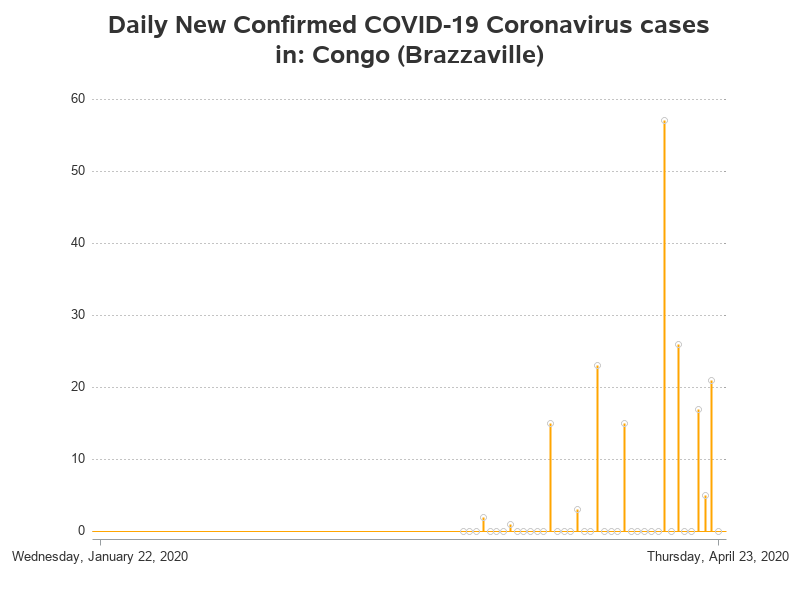 Daily New Confirmed COVID-19 Coronavirus cases
in: Congo (Brazzaville)
60
50
40
30
20
10
0
Wednesday, January 22, 2020
Thursday, April 23, 2020